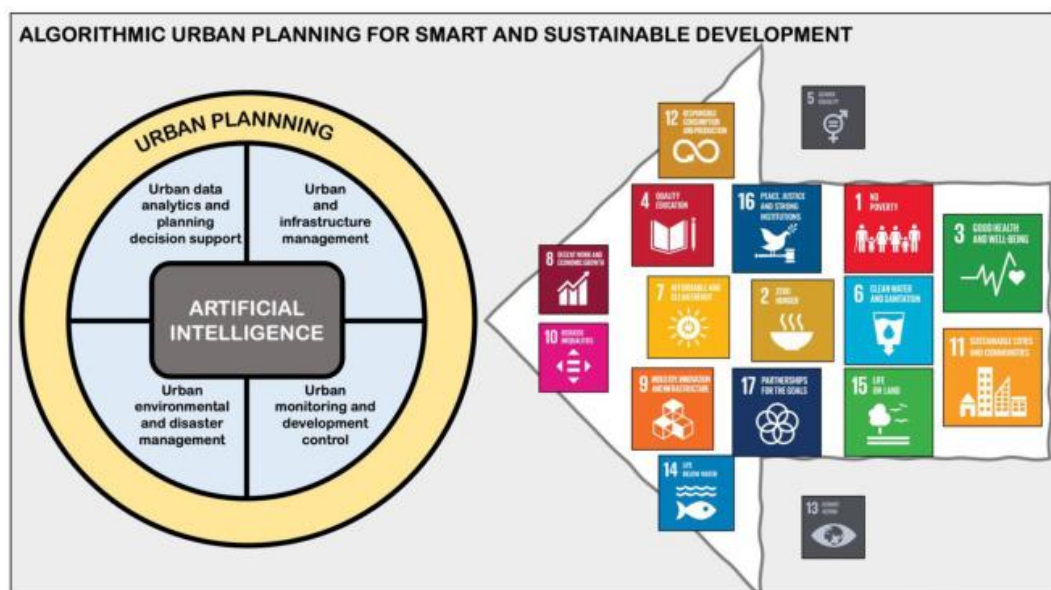 ALGORITHMIC URBAN PLANNING FOR SMART AND SUSTAINABLE DEVELOPMENT
URBAN PLANNNING
Urban data
analytics and
planning
decision support
Urban
and
infrastructure
management
ARTIFICIAL
INTELLIGENCE
Urban
environmental
and disaster
management
Urban
monitoring and
development
control
5 GENDER
EQUALITY
12 RESPONSIBLE
CONSUMPTION
AND PRODUCTION
4 QUALITY
EDUCATION
16 PEACE, JUSTICE
AND STRONG
INSTITUTIONS
1 NO
POVERTY
3 GOOD HEALTH
AND WELL-BEING
8 DECENT WORK AND
ECONOMIC GROWTH
7 AFFORDABLE AND
CLEAN ENERGY
2 ZERO
HUNGER
6 CLEAN WATER
AND SANITATION
10 REDUCED
INEQUALITIES
11 SUSTAINABLE CITIES
AND COMMUNITIES
9 INDUSTRY, INNOVATION
AND INFRASTRUCTURE
17 PARTNERSHIPS
FOR THE GOALS
15 LIFE
ON LAND
14 LIFE
BELOW WATER
13 CLIMATE
ACTION